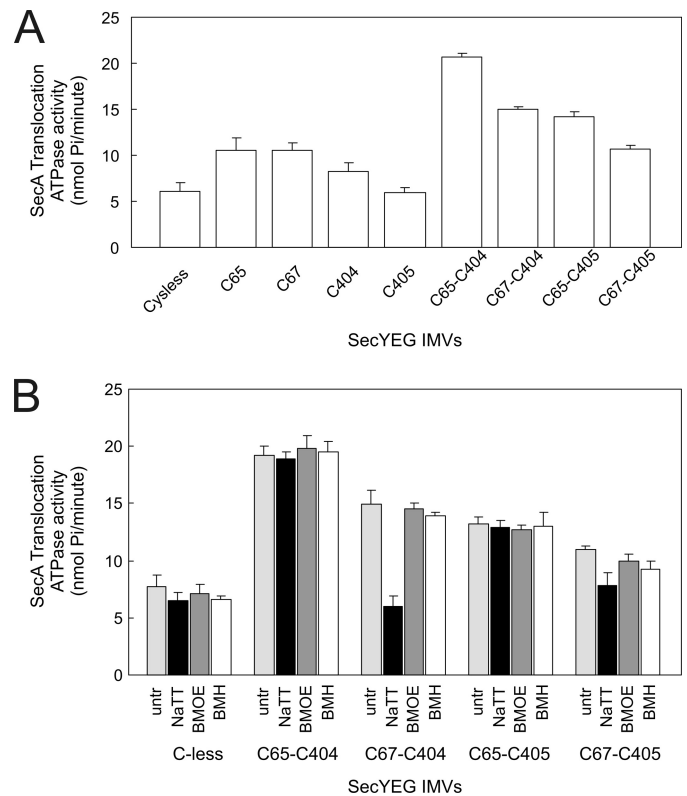 A
25
20
15
10
5
0
SecA Translocation
ATPase activity
(nmol Pi/minute)
Cysless
C65
C67
C404
C405
C65-C404
C67-C404
C65-C405
C67-C405
SecYEG IMVs
B
25
20
15
10
5
0
SecA Translocation
ATPase activity
(nmol Pi/minute)
untr NaTT BMOE BMH untr NaTT BMOE BMH untr NaTT BMOE BMH untr NaTT BMOE BMH untr NaTT BMOE BMH
C-less C65-C404 C67-C404 C65-C405 C67-C405
SecYEG IMVs